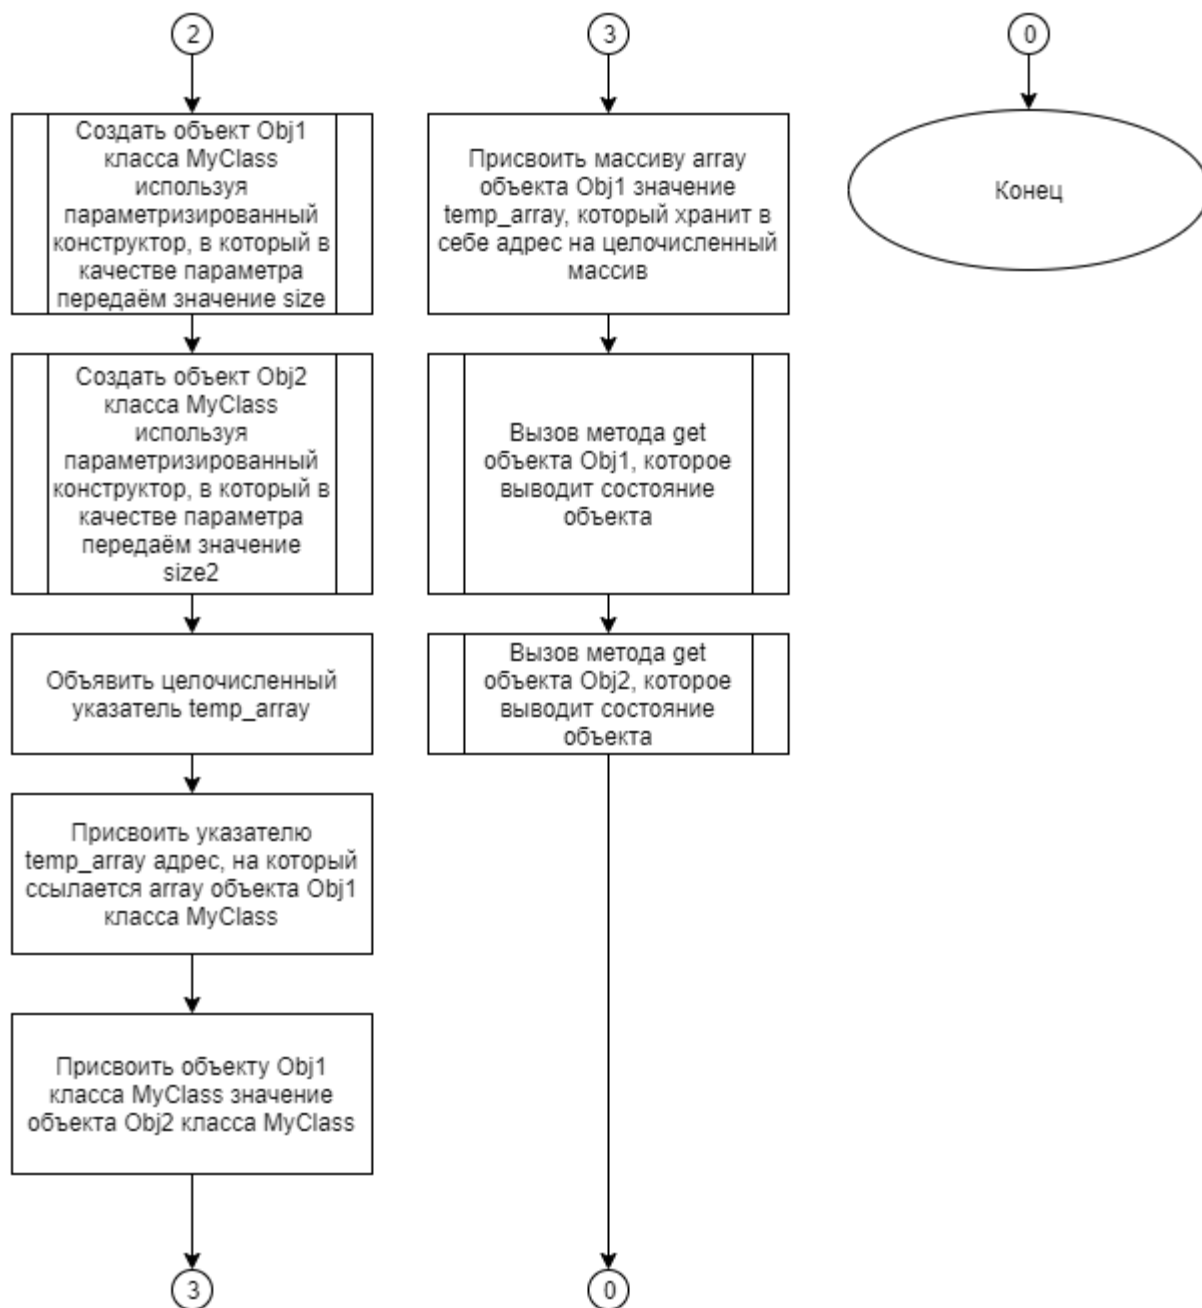 2
Создать объект Obj1
класса MyClass
используя
параметризированный
конструктор, в который в
качестве параметра
передаём значение size
Создать объект Obj2
класса MyClass
используя
параметризированный
конструктор, в который в
качестве параметра
передаём значение
size2
Объявить целочисленный
указатель temp_array
Присвоить указателю
temp_array адрес, на который
ссылается array объекта Obj1
класса MyClass
Присвоить объекту Obj1
класса MyClass значение
объекта Obj2 класса MyClass
3
3
Присвоить массиву array
объекта Obj1 значение
temp_array, который хранит в
себе адрес на целочисленный
массив
Вызов метода get
объекта Obj1, которое
выводит состояние
объекта
Вызов метода get
объекта Obj2, которое
выводит состояние
объекта
0
0
Конец